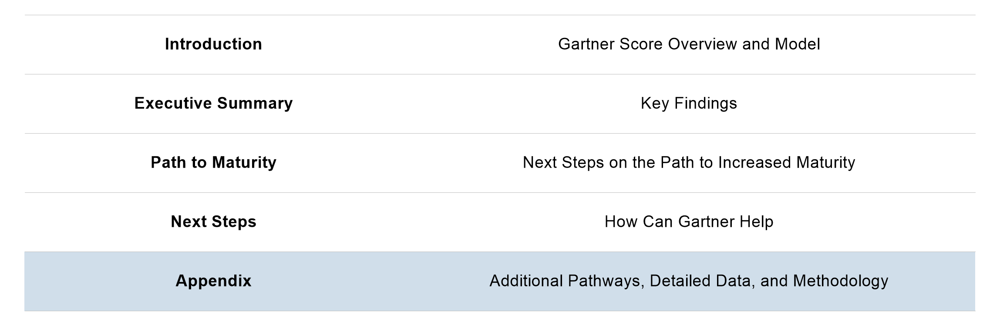 Introduction
Gartner Score Overview and Model
Executive Summary
Key Findings
Path to Maturity
Next Steps on the Path to Increased Maturity
Next Steps
How Can Gartner Help
Appendix
Additional Pathways, Detailed Data, and Methodology